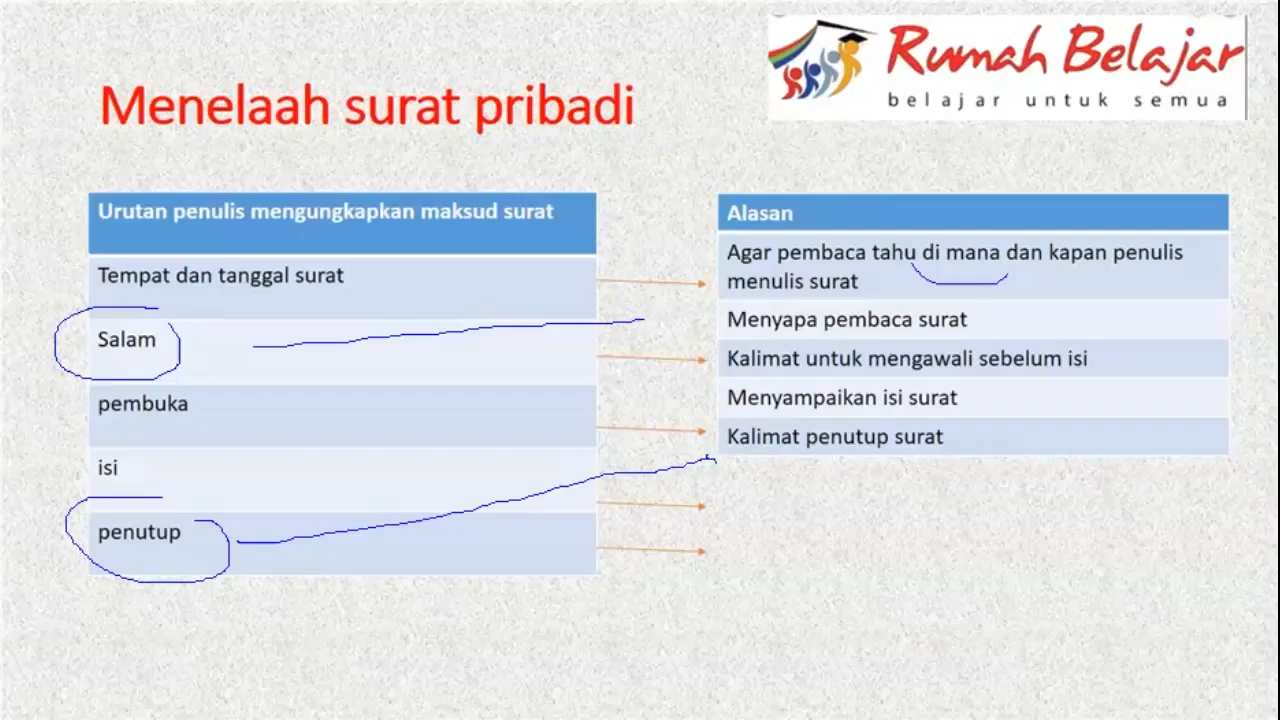 Rumah Belajar
belajar untuk semua
Menelaah surat pribadi
Urutan penulis mengungkapkan maksud surat
Tempat dan tanggal surat
Salam
pembuka
isi
penutup
Alasan
Agar pembaca tahu di mana dan kapan penulis
menulis surat
Menyapa pembaca surat
Kalimat untuk mengawali sebelum isi
Menyampaikan isi surat
Kalimat penutup surat